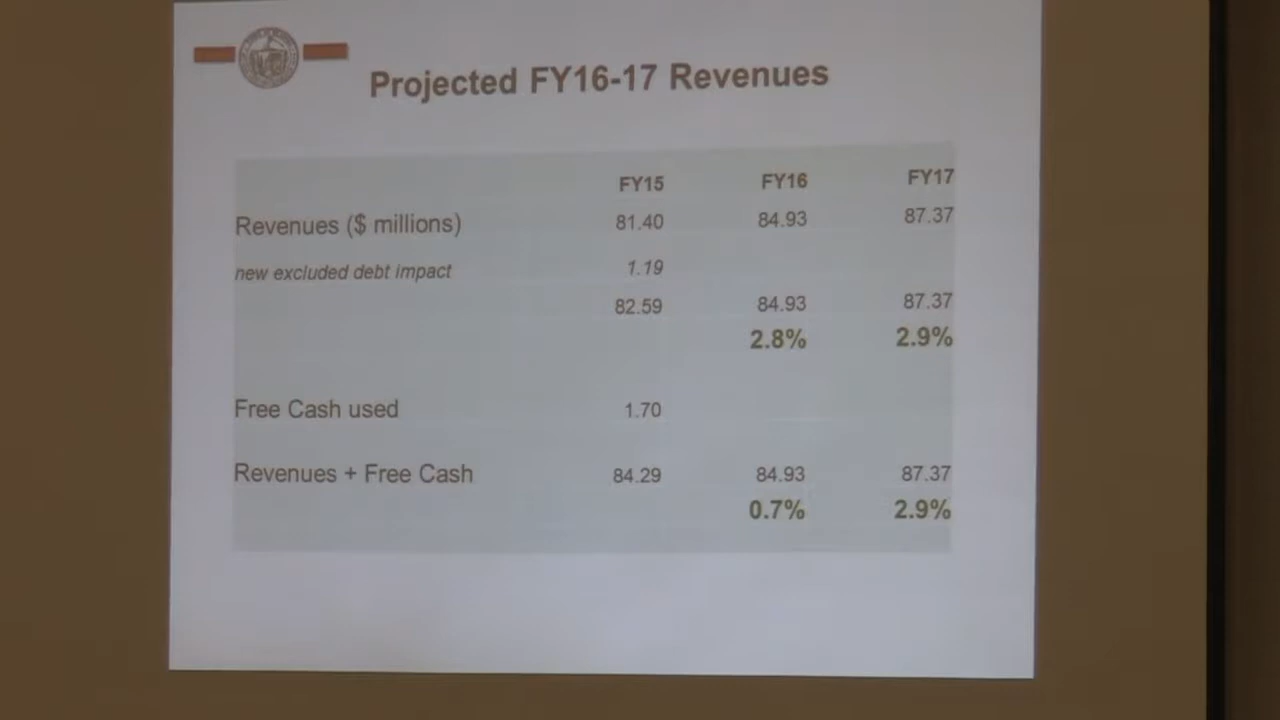 Projected FY16-17 Revenues
FY15 FY16 FY17
Revenues ($ millions) 81.40 84.93 87.37
new excluded debt impact 1.19
82.59 84.93 87.37
2.8% 2.9%
Free Cash used 1.70
Revenues + Free Cash 84.29 84.93 87.37
0.7% 2.9%